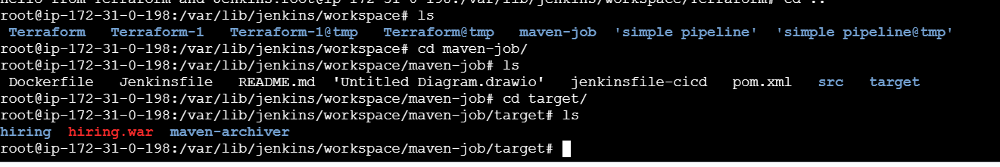 hello from Terraform and Jenkins.root@ip-172-31-0-198:/var/lib/jenkins/workspace/Terraform# cd ..
root@ip-172-31-0-198:/var/lib/jenkins/workspace# ls
Terraform Terraform-1 Terraform-1@tmp Terraform@tmp maven-job 'simple pipeline' 'simple pipeline@tmp'
root@ip-172-31-0-198:/var/lib/jenkins/workspace# cd maven-job/
root@ip-172-31-0-198:/var/lib/jenkins/workspace/maven-job# ls
Dockerfile Jenkinsfile README.md 'Untitled Diagram.drawio' jenkinsfile-cicd pom.xml src target
root@ip-172-31-0-198:/var/lib/jenkins/workspace/maven-job# cd target/
root@ip-172-31-0-198:/var/lib/jenkins/workspace/maven-job/target# ls
hiring hiring.war maven-archiver
root@ip-172-31-0-198:/var/lib/jenkins/workspace/maven-job/target#